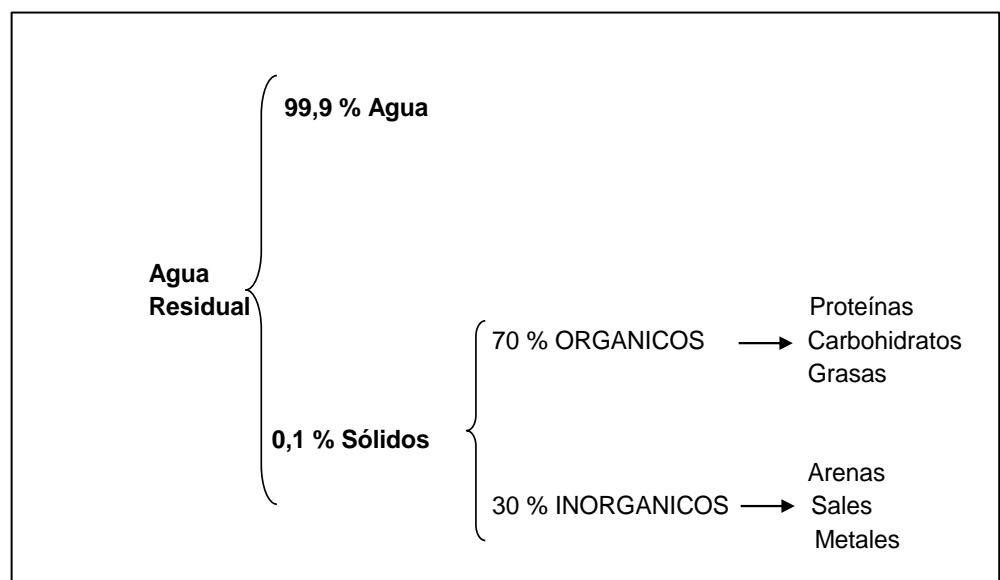 99,9 % Agua
Agua
Residual
0,1 % Sólidos
70 % ORGANICOS
Proteínas
Carbohidratos
Grasas
30 % INORGANICOS
Arenas
Sales
Metales